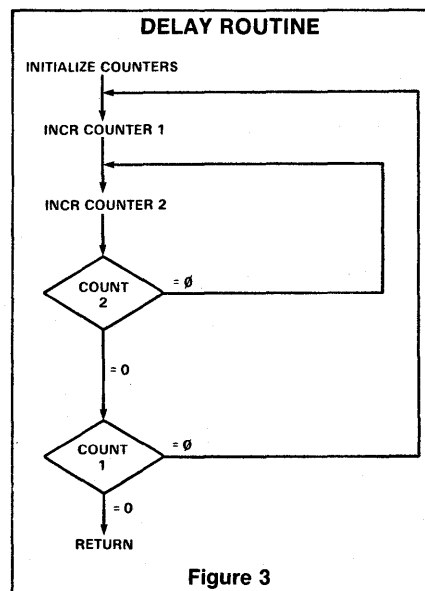 DELAY ROUTINE
INITIALIZE COUNTERS
INCR COUNTER 1
INCR COUNTER 2
COUNT
2
= Ø
= 0
COUNT
1
= Ø
= 0
RETURN
Figure 3